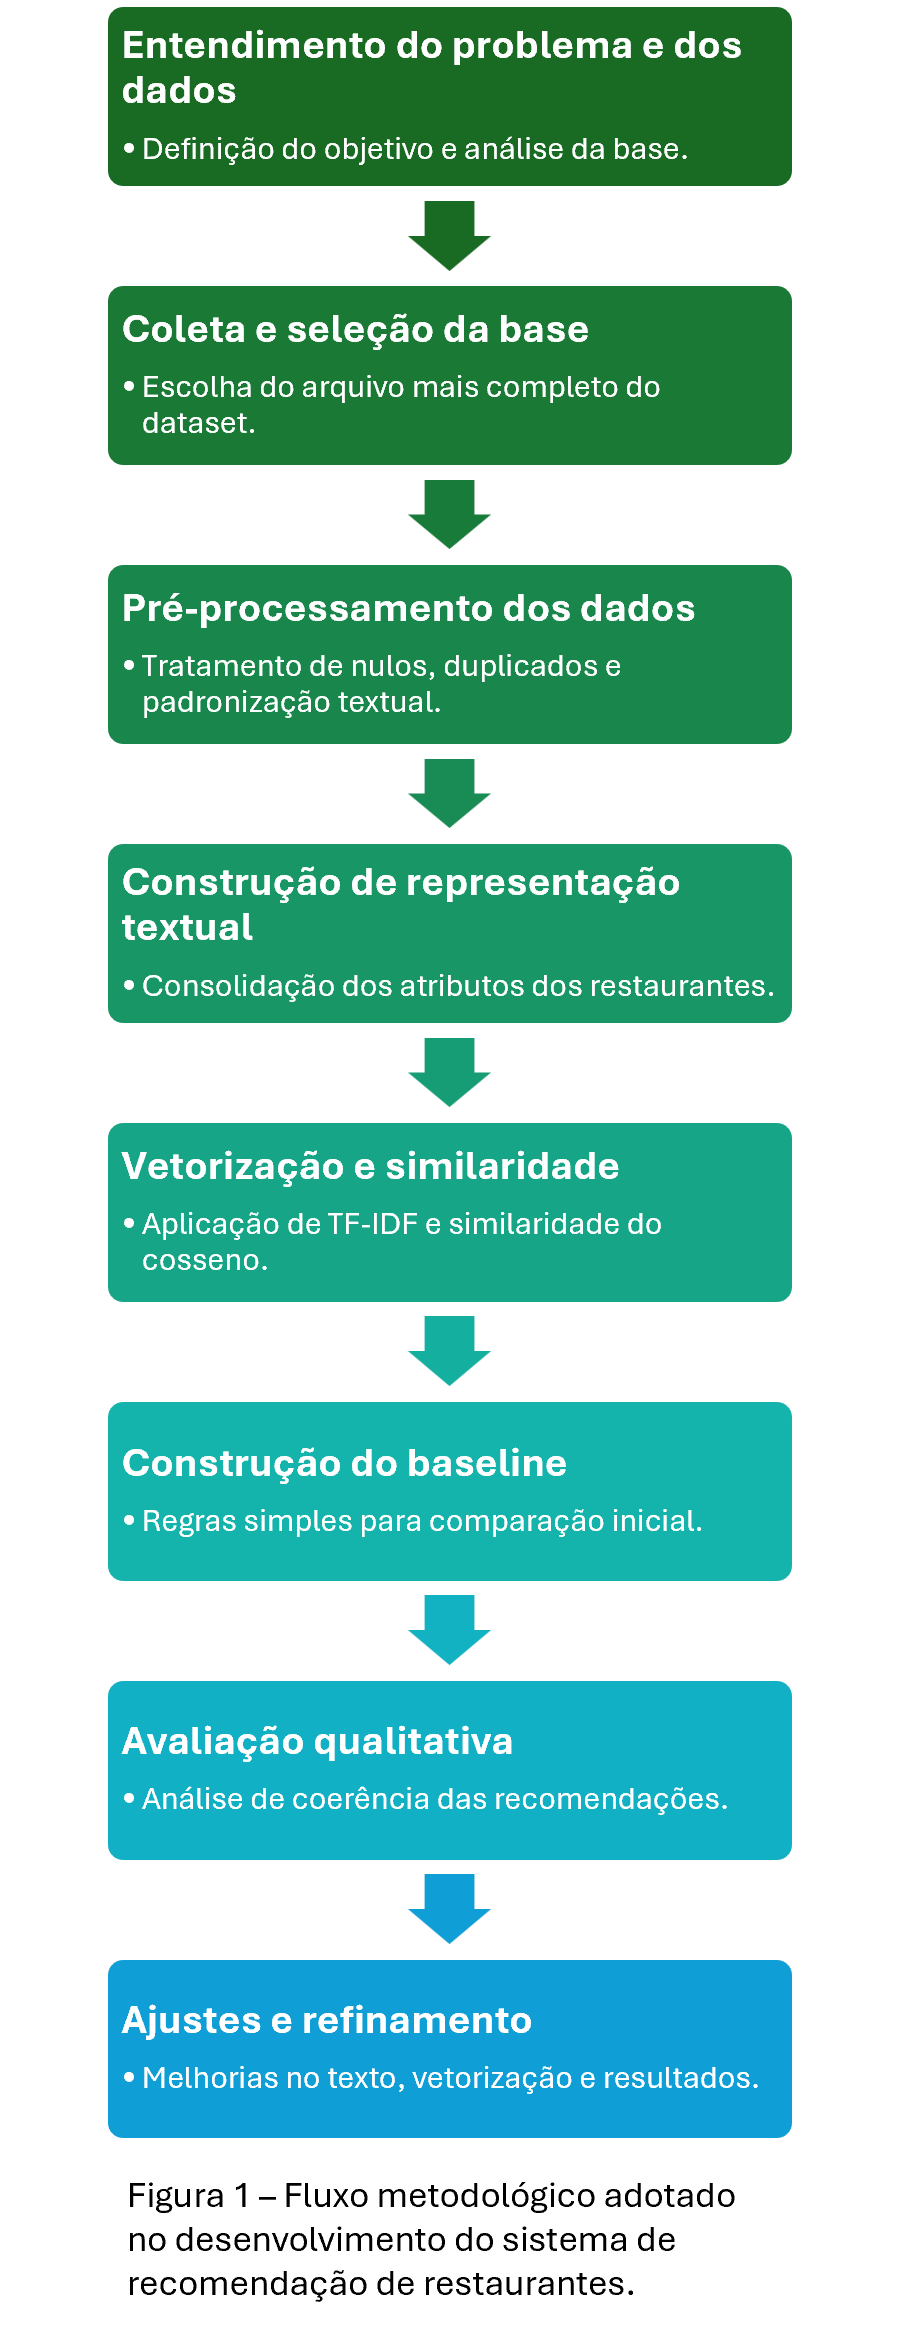 Entendimento do problema e dos
dados
• Definição do objetivo e análise da base.
Coleta e seleção da base
• Escolha do arquivo mais completo do
dataset.
Pré-processamento dos dados
• Tratamento de nulos, duplicados e
padronização textual.
Construção de representação
textual
• Consolidação dos atributos dos restaurantes.
Vetorização e similaridade
• Aplicação de TF-IDF e similaridade do
cosseno.
Construção do baseline
• Regras simples para comparação inicial.
Avaliação qualitativa
• Análise de coerência das recomendações.
Ajustes e refinamento
• Melhorias no texto, vetorização e resultados.
Figura 1 – Fluxo metodológico adotado
no desenvolvimento do sistema de
recomendação de restaurantes.